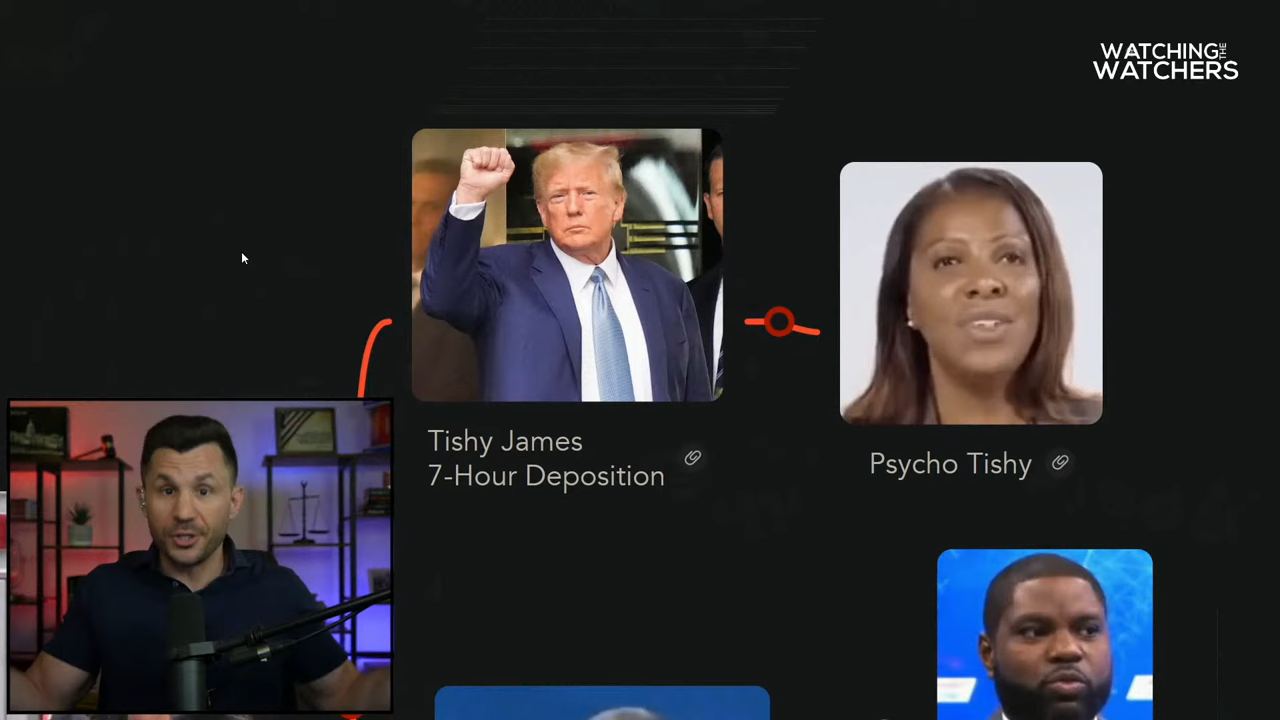 WATCHING THE
WATCHERS
Tishy James
7-Hour Deposition
Psycho Tishy